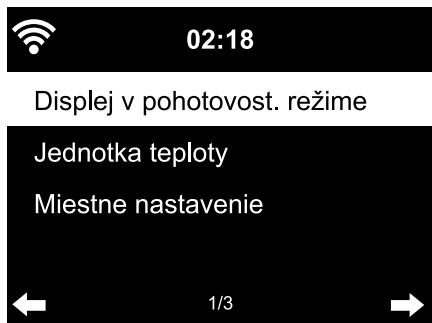 02:18
Displej v pohotovost. režime
Jednotka teploty
Miestne nastavenie
1/3